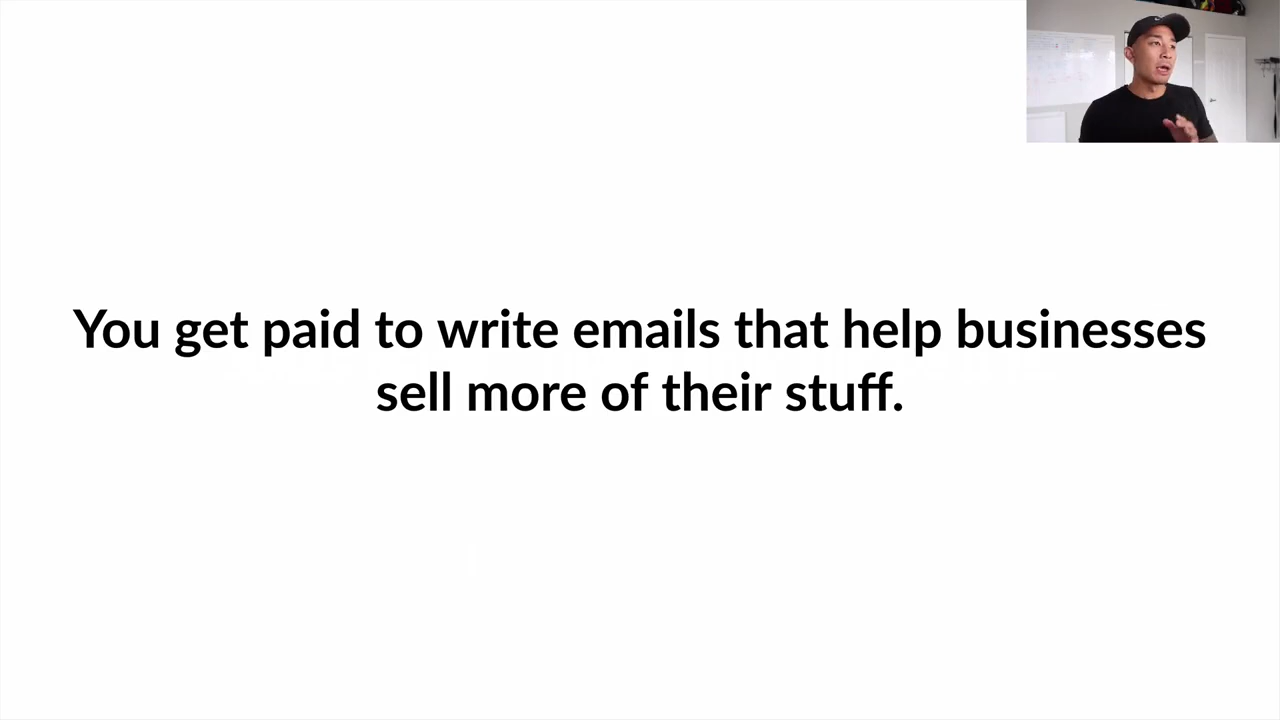 You get paid to write emails that help businesses
sell more of their stuff.